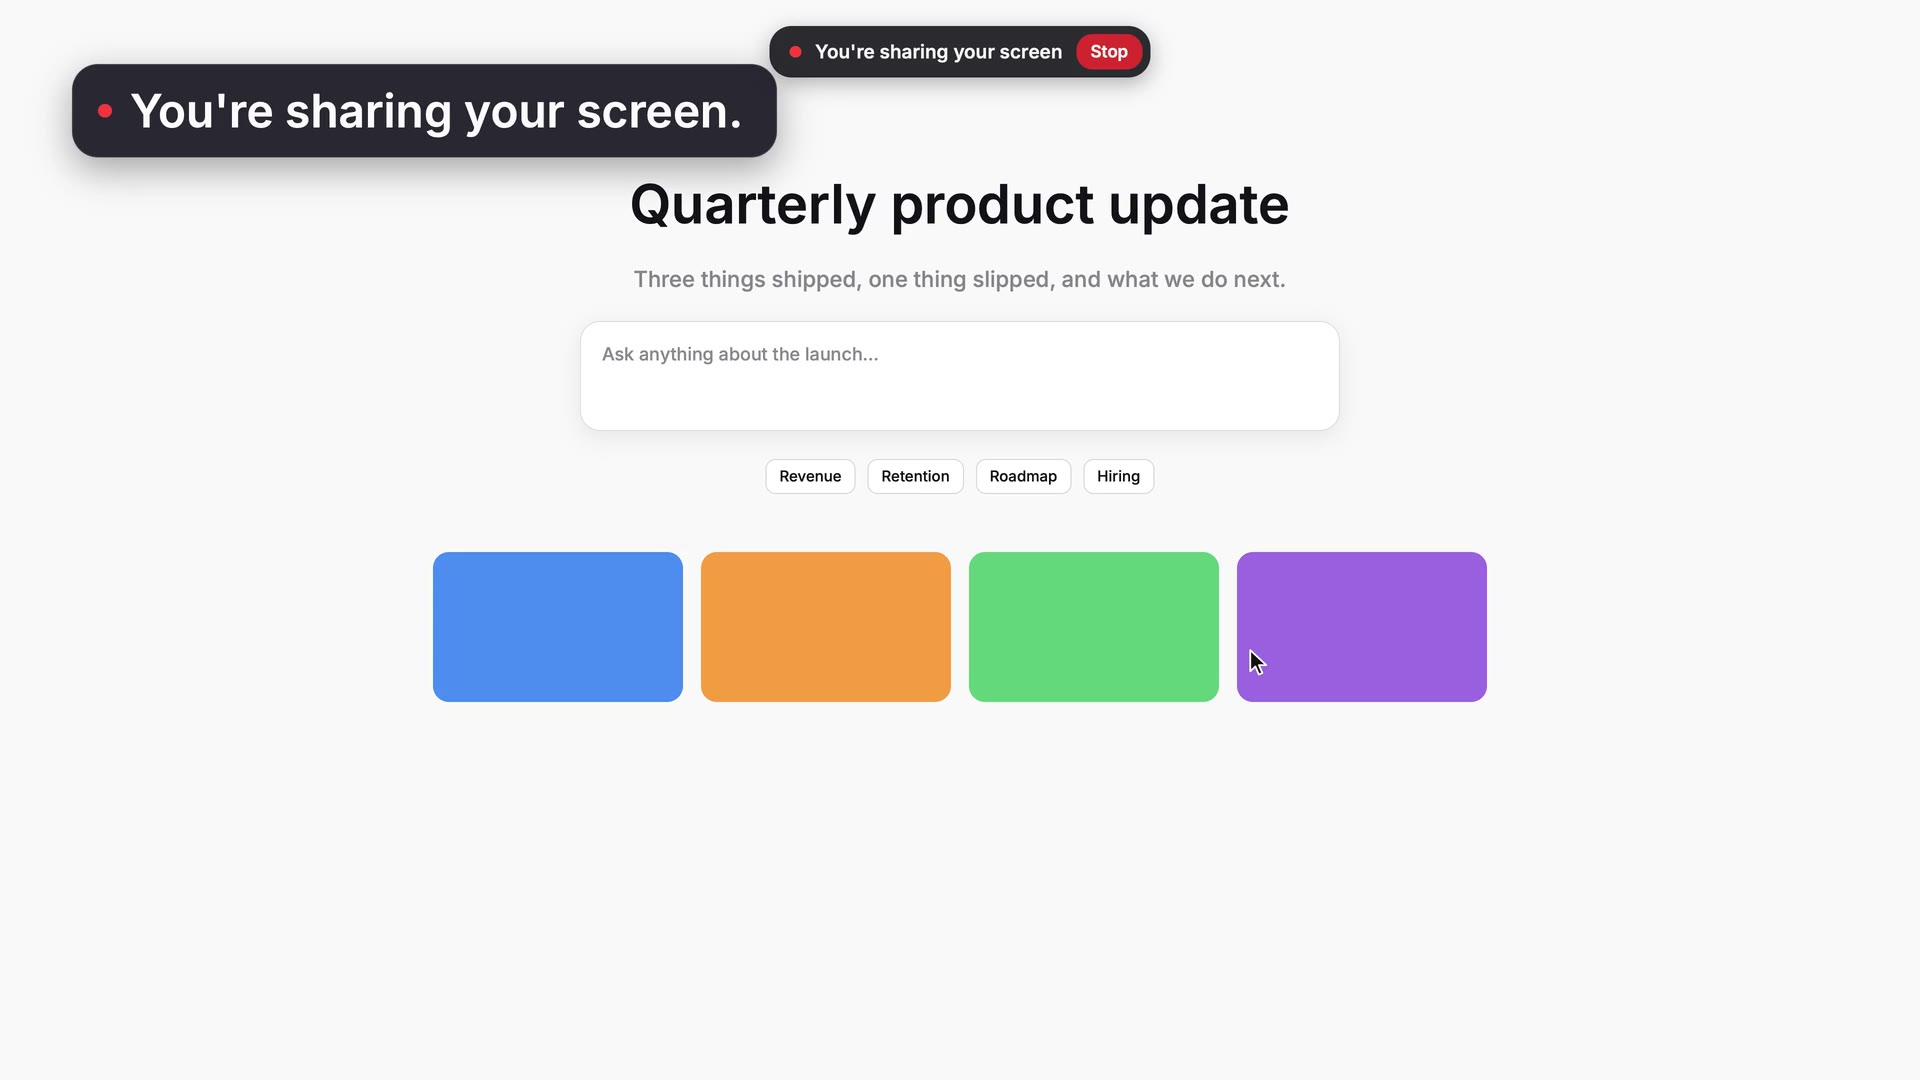 You're sharing your screen Stop
You're sharing your screen.
Quarterly product update
Three things shipped, one thing slipped, and what we do next.
Ask anything about the launch...
Revenue Retention Roadmap Hiring